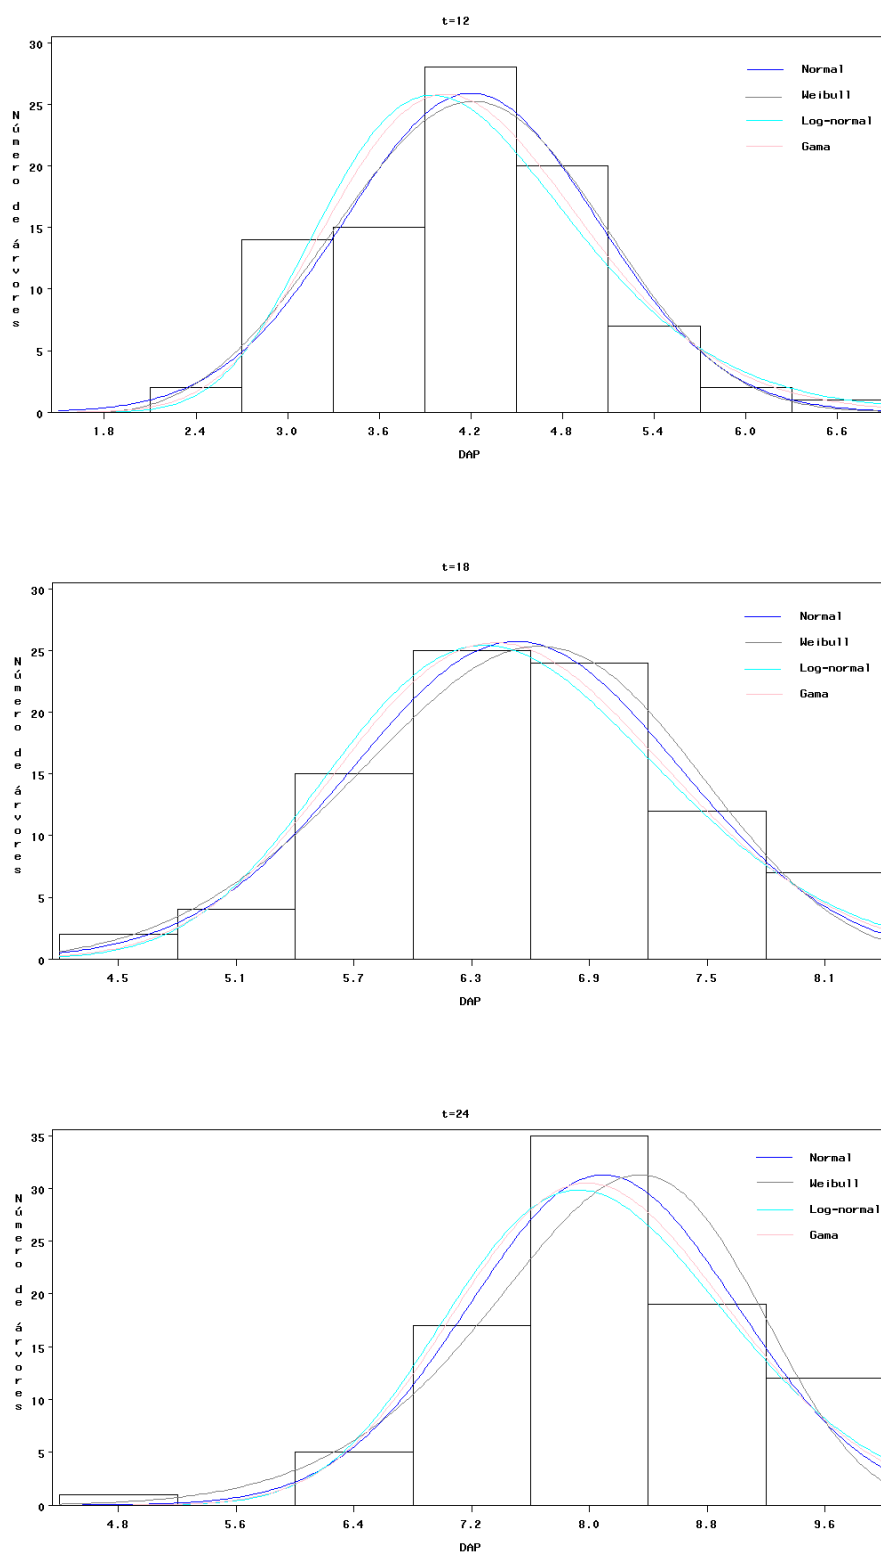 t=12
30
25
20
15
10
5
0
Número de árvores
Normal
Weibull
Log-normal
Gama
1.8 2.4 3.0 3.6 4.2 4.8 5.4 6.0 6.6
DAP
t=18
30
25
20
15
10
5
0
Número de árvores
Normal
Weibull
Log-normal
Gama
4.5 5.1 5.7 6.3 6.9 7.5 8.1
DAP
t=24
35
30
25
20
15
10
5
0
Número de árvores
Normal
Weibull
Log-normal
Gama
4.8 5.6 6.4 7.2 8.0 8.8 9.6
DAP